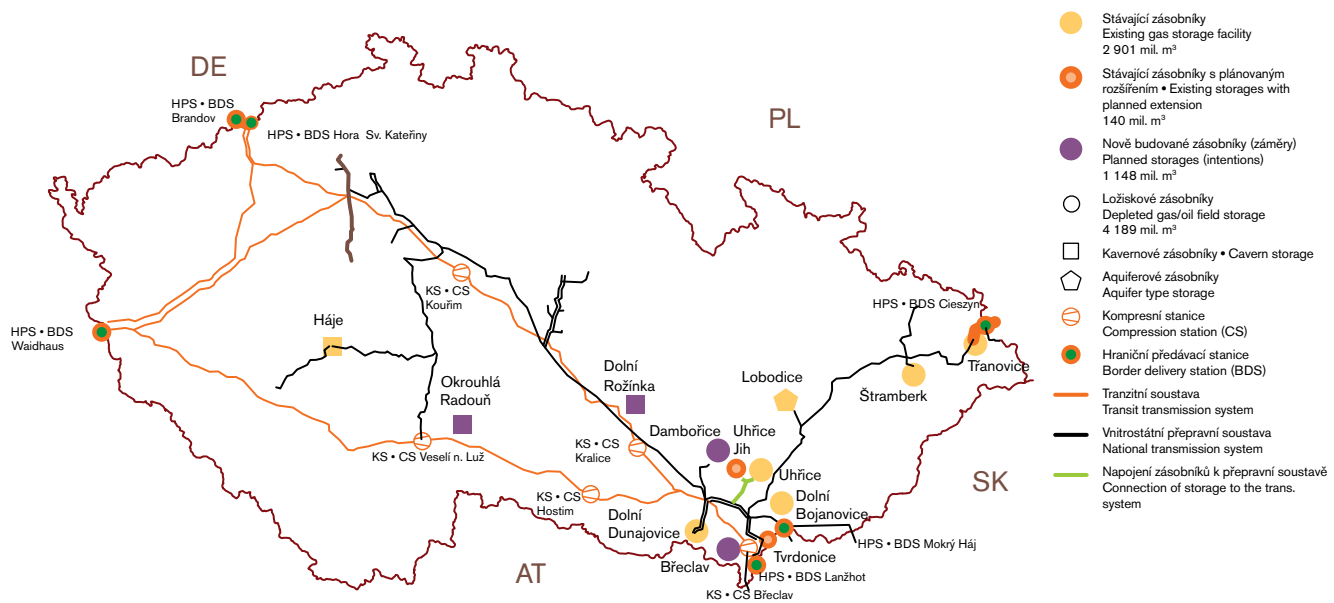 DE
PL
SK
AT
HPS • BDS
Brandov
HPS • BDS Hora Sv. Kateřiny
HPS • BDS
Waidhaus
KS • CS
Kouřim
Háje
Okrouhlá
Radouň
KS • CS Veselí n. Luž
Dolní
Rožínka
KS • CS
Kralice
KS • CS
Hostim
Lobodice
HPS • BDS Cieszyn
Třanovice
Štramberk
Dambořice
Uhřice
Jih
Uhřice
Dolní
Bojanovice
Dolní
Dunajovice
Břeclav
Tvrdonice
HPS • BDS Mokrý Háj
HPS • BDS Lanžhot
KS • CS Břeclav
Stávající zásobníky
Existing gas storage facility
2 901 mil. m³
Stávající zásobníky s plánovaným
rozšířením • Existing storages with
planned extension
140 mil. m³
Nově budované zásobníky (záměry)
Planned storages (intentions)
1 148 mil. m³
Ložiskové zásobníky
Depleted gas/oil field storage
4 189 mil. m³
Kavernové zásobníky • Cavern storage
Aquiferové zásobníky
Aquifer type storage
Kompresní stanice
Compression station (CS)
Hraniční předávací stanice
Border delivery station (BDS)
Tranzitní soustava
Transit transmission system
Vnitrostátní přepravní soustava
National transmission system
Napojení zásobníků k přepravní soustavě
Connection of storage to the trans.
system